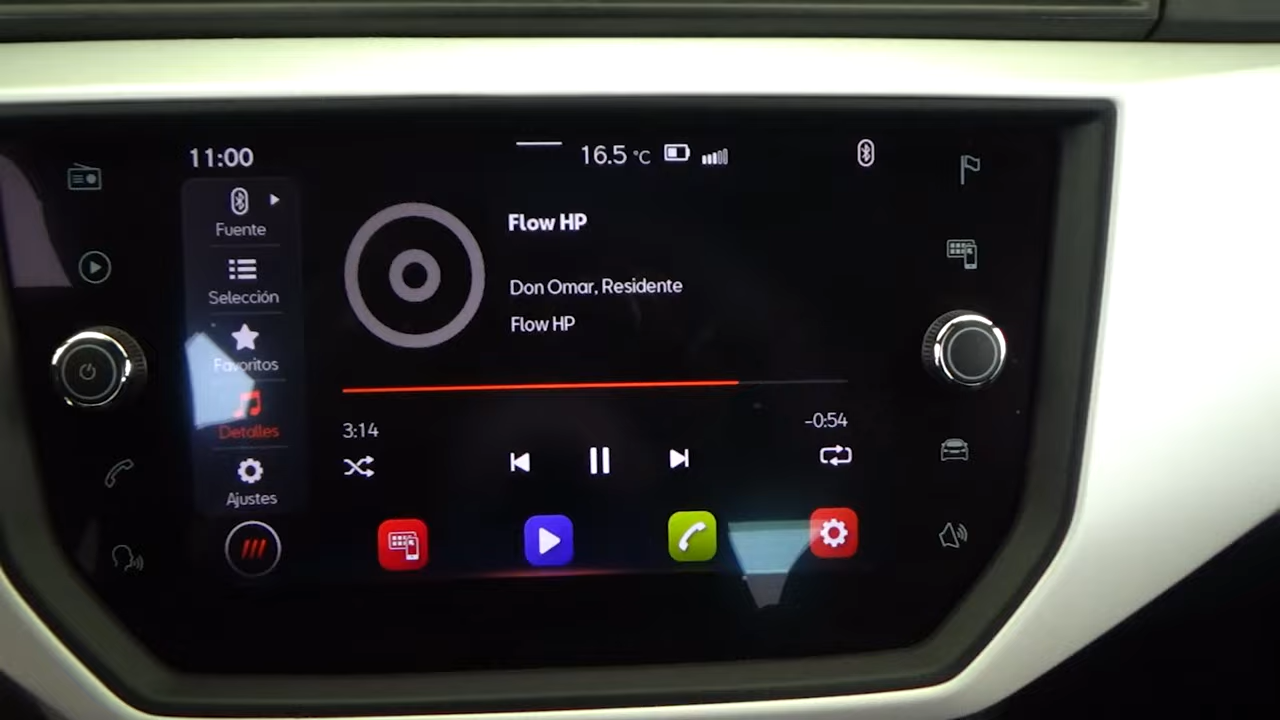 11:00
16.5 °C
Fuente
Selección
Favoritos
Detalles
Ajustes
Flow HP
Don Omar, Residente
Flow HP
3:14
-0:54